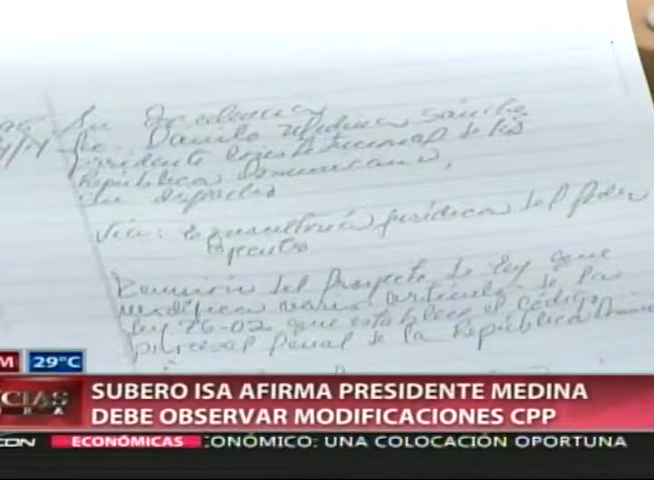 Su Excelencia
Lic. Danilo Medina Sánchez
Presidente Constitucional de la
República Dominicana,
Su despacho
Vía: Consultoría jurídica del Poder
Ejecutivo
Remisión del Proyecto de ley que
modifica varios artículos de la
ley 76-02 que establece el código
procesal penal de la República
M 29°C
SUBERO ISA AFIRMA PRESIDENTE MEDINA
DEBE OBSERVAR MODIFICACIONES CPP
ECONÓMICAS :ONÓMICO: UNA COLOCACIÓN OPORTUNA